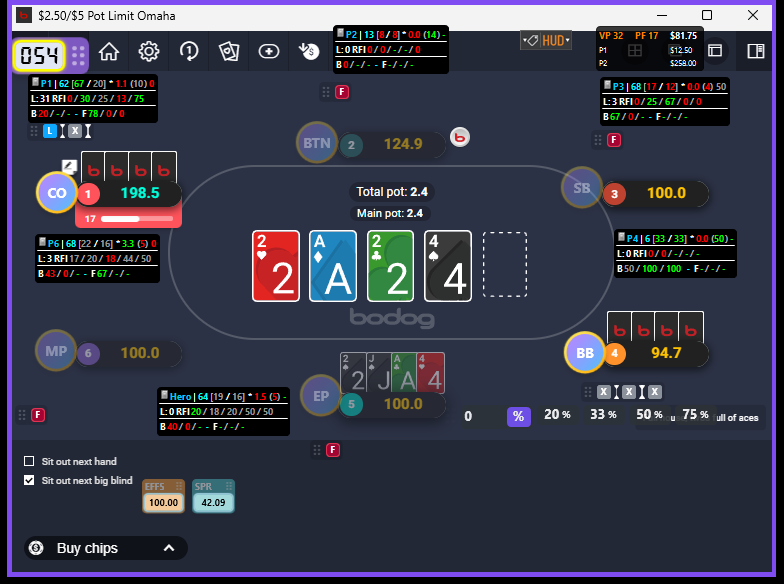 $2.50/$5 Pot Limit Omaha
054
HUD
VP 32 PF 17 $81.75
P1 $12.50
P2 $258.00
P2 | 13 [8 / 8] * 0.0 (14) -
L: 0 RFI 0 / 0 / - / - / 0
B 0 / - / - - F - / - / -
F
P1 | 62 [67 / 20] * 1.1 (10) 0
L: 31 RFI 0 / 30 / 25 / 13 / 75
B 20 / - / - - F 78 / 0 / 0
L X
P3 | 68 [17 / 12] * 0.0 (4) 50
L: 3 RFI 0 / 25 / 67 / 0 / 0
B 67 / 0 / - - F - / - / -
F
BTN 2 124.9
CO 1 198.5
17
SB 3 100.0
Total pot: 2.4
Main pot: 2.4
P6 | 68 [22 / 16] * 3.3 (5) 0
L: 3 RFI 17 / 20 / 18 / 44 / 50
B 43 / 0 / - - F 67 / - / -
P4 | 6 [33 / 33] * 0.0 (50) -
L: 0 RFI 0 / 0 / - / - / -
B 50 / 100 / 100 - F - / - / -
2 2
A A
2 2
4 4
bodog
MP 6 100.0
BB 4 94.7
2 2
J J
A A
4 4
EP 5 100.0
X X X
Hero | 64 [19 / 16] * 1.5 (5) 0
L: 0 RFI 20 / 18 / 20 / 50 / 50
B 40 / 0 / - - F - / - / -
F
0 % 20 % 33 % 50 % 75 % ull of aces
F
Sit out next hand
Sit out next big blind
EFFS SPR
100.00 42.09
Buy chips